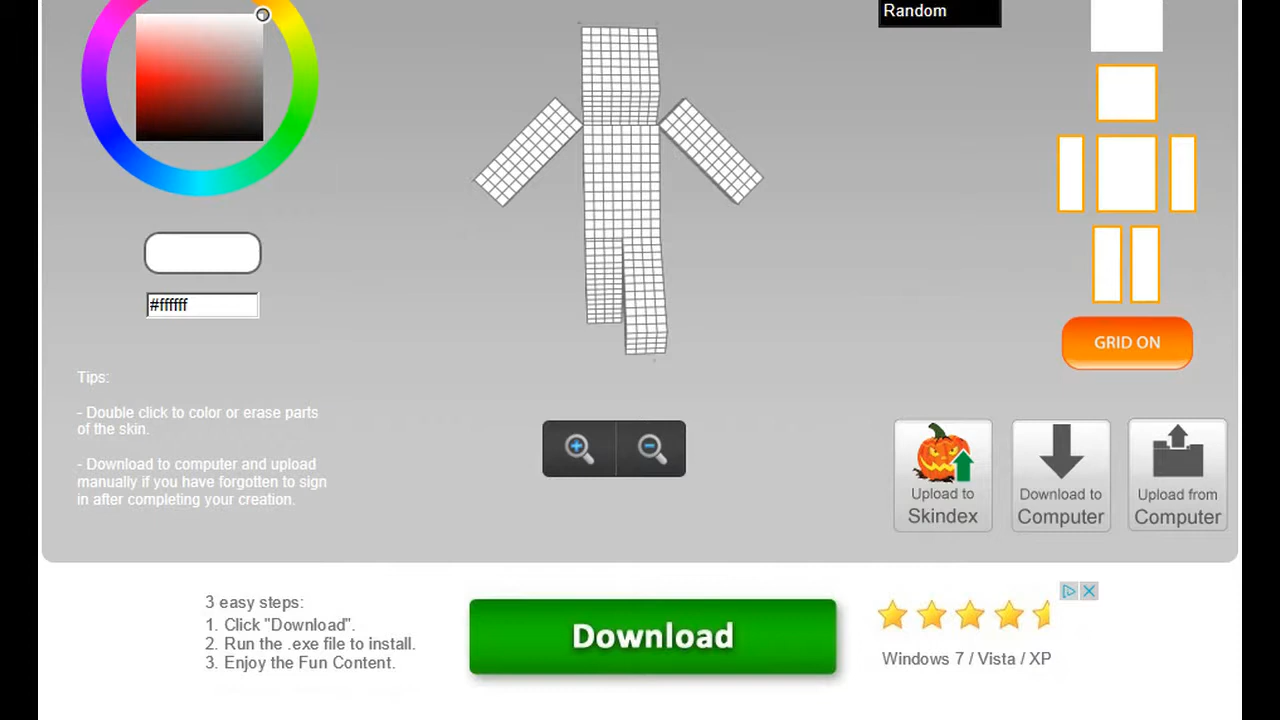 Random
#ffffff
GRID ON
Tips:
- Double click to color or erase parts
of the skin.
- Download to computer and upload
manually if you have forgotten to sign
in after completing your creation.
Upload to
Skindex
Download to
Computer
Upload from
Computer
3 easy steps:
1. Click "Download".
2. Run the .exe file to install.
3. Enjoy the Fun Content.
Download
Windows 7 / Vista / XP